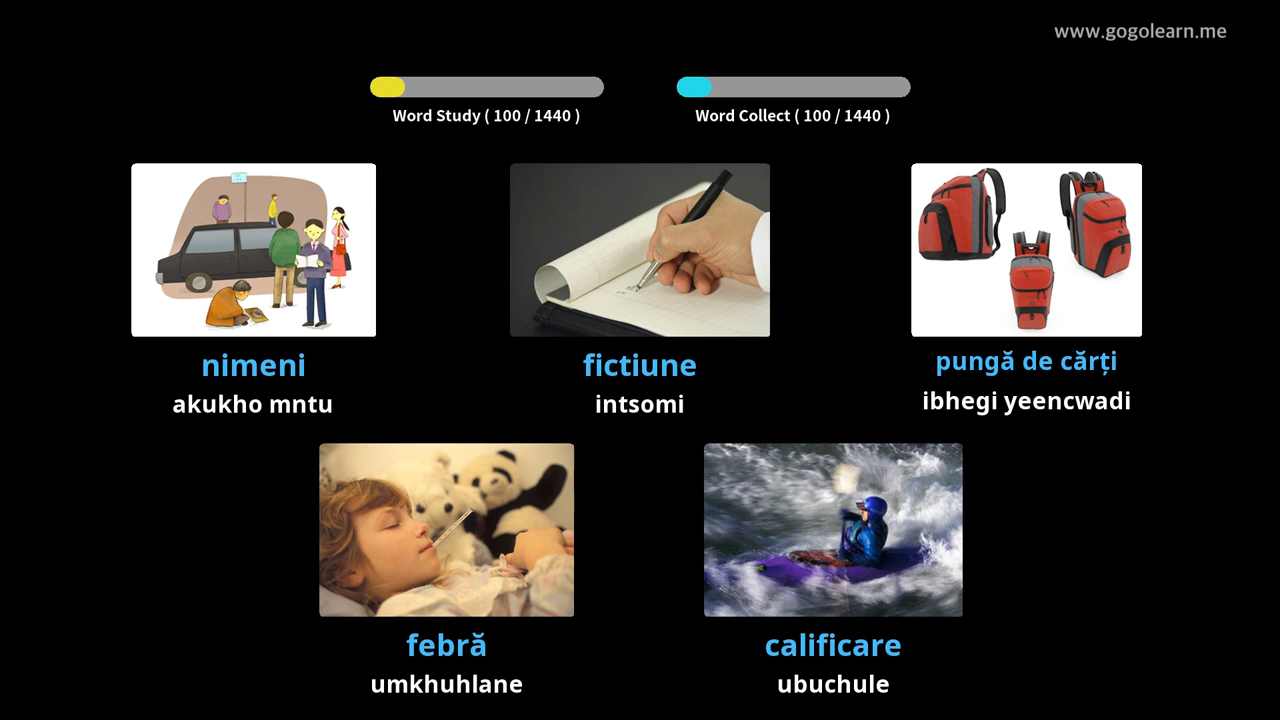 www.gogolearn.me
Word Study ( 100 / 1440 )
Word Collect ( 100 / 1440 )
nimeni
akukho mntu
fictiune
intsomi
pungă de cărți
ibhegi yeencwadi
febră
umkhuhlane
calificare
ubuchule